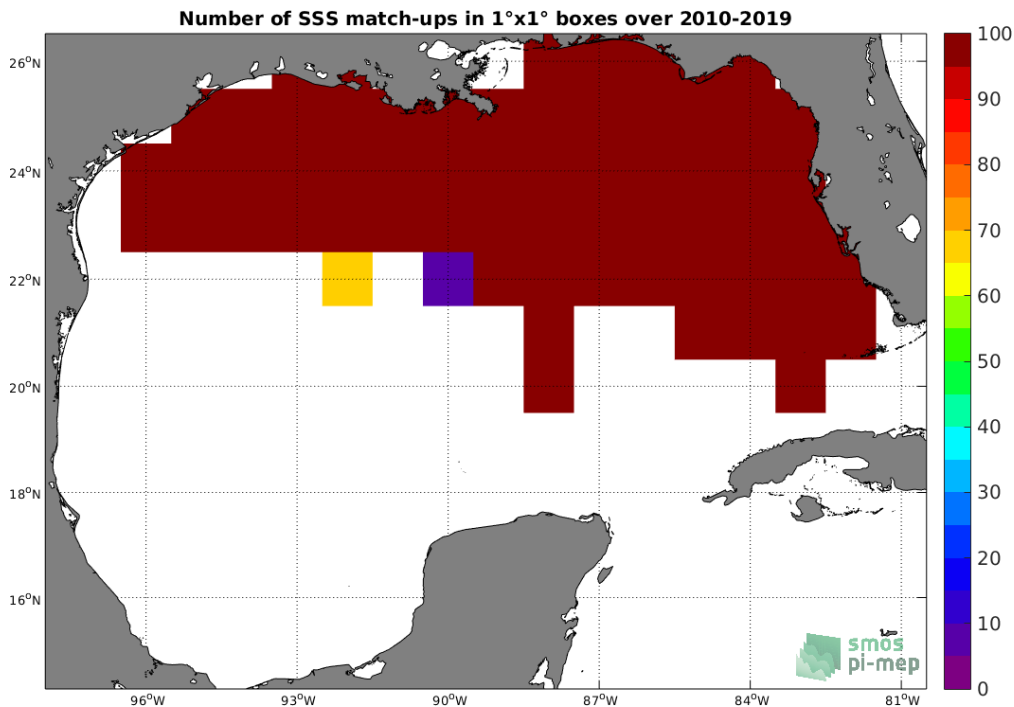 Number of SSS match-ups in 1°x1° boxes over 2010-2019
26°N
24°N
22°N
20°N
18°N
16°N
96°W
93°W
90°W
87°W
84°W
81°W
100
90
80
70
60
50
40
30
20
10
0
smos
pi-mep